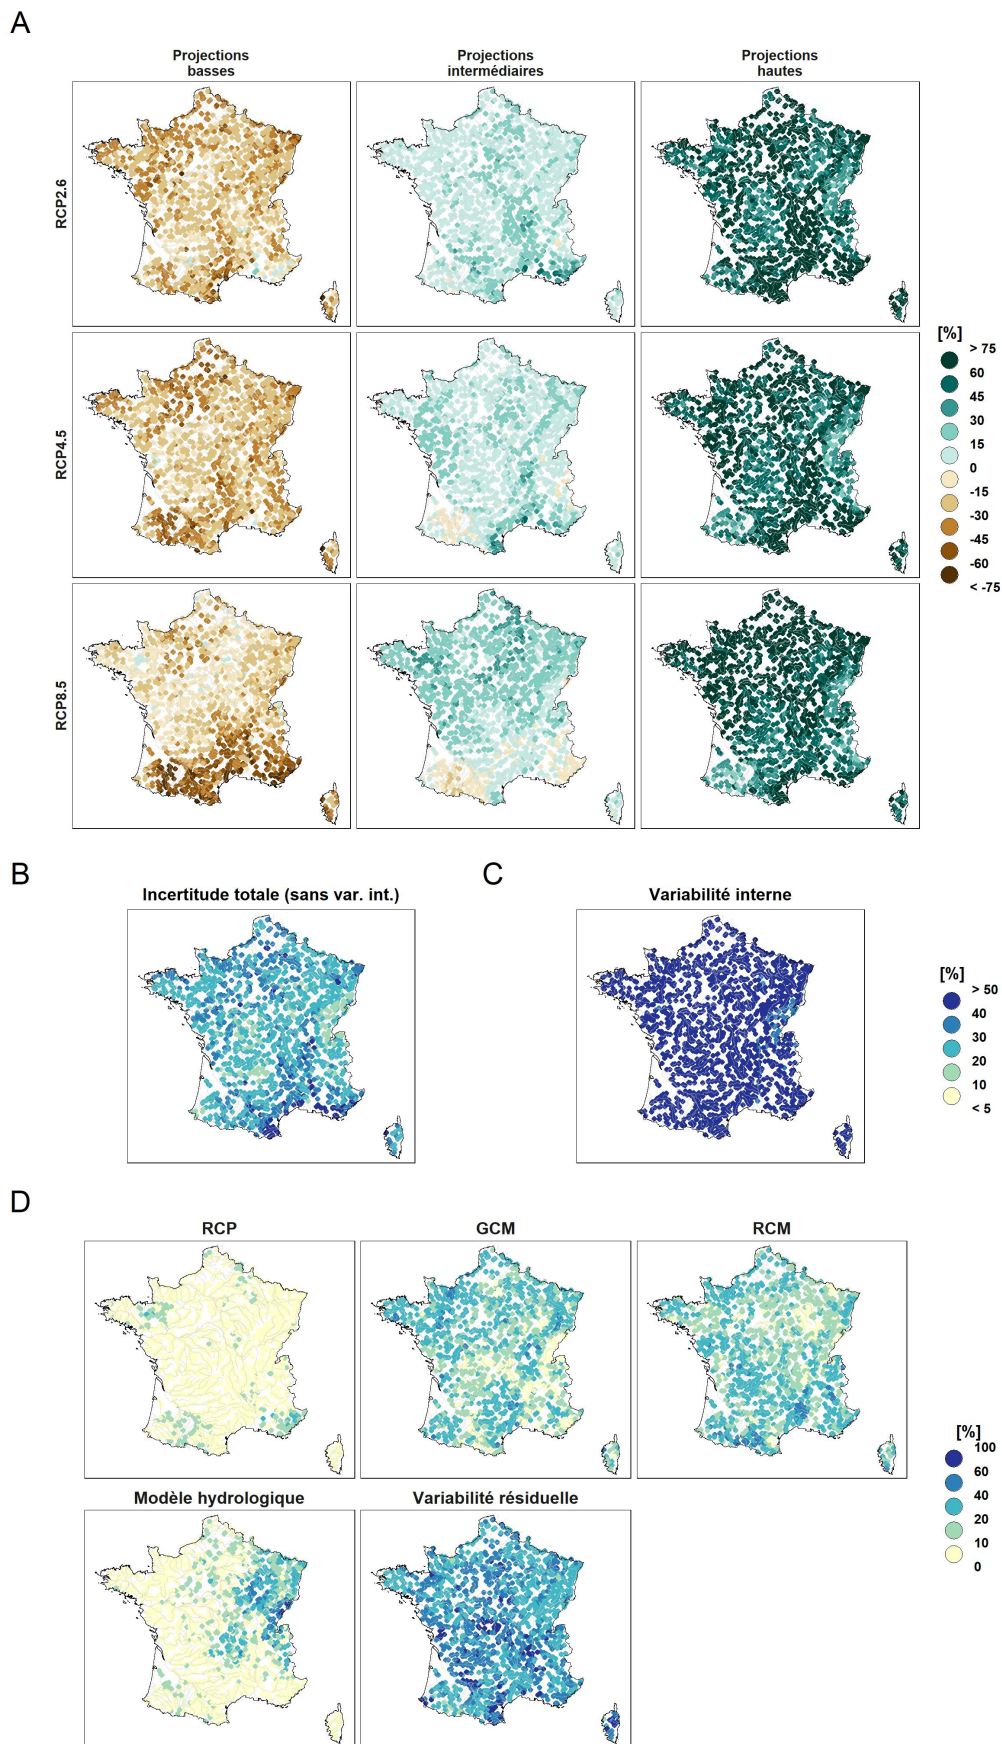 A
Projections
basses
Projections
intermédiaires
Projections
hautes
RCP2.6
RCP4.5
RCP8.5
[%]
> 75
60
45
30
15
0
-15
-30
-45
-60
< -75
B
Incertitude totale (sans var. int.)
C
Variabilité interne
[%]
> 50
40
30
20
10
< 5
D
RCP
GCM
RCM
Modèle hydrologique
Variabilité résiduelle
[%]
100
60
40
20
10
0